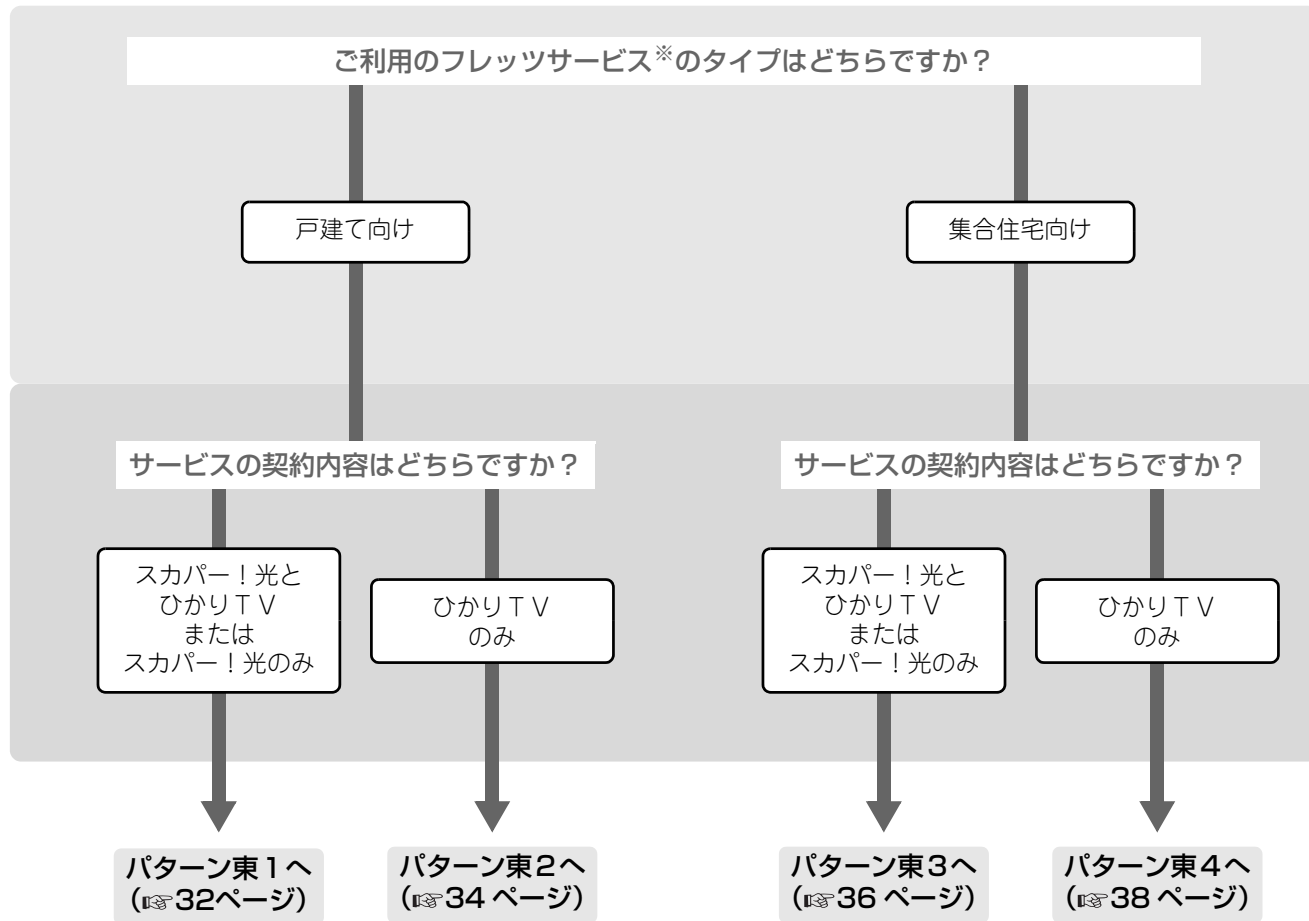 ご利用のフレッツサービス※のタイプはどちらですか？
戸建て向け
集合住宅向け
サービスの契約内容はどちらですか？
サービスの契約内容はどちらですか？
スカパー！光と
ひかりＴＶ
または
スカパー！光のみ
ひかりＴＶ
のみ
スカパー！光と
ひかりＴＶ
または
スカパー！光のみ
ひかりＴＶ
のみ
パターン東１へ
（☞32ページ）
パターン東２へ
（☞34 ページ）
パターン東３へ
（☞36 ページ）
パターン東４へ
（☞38 ページ）